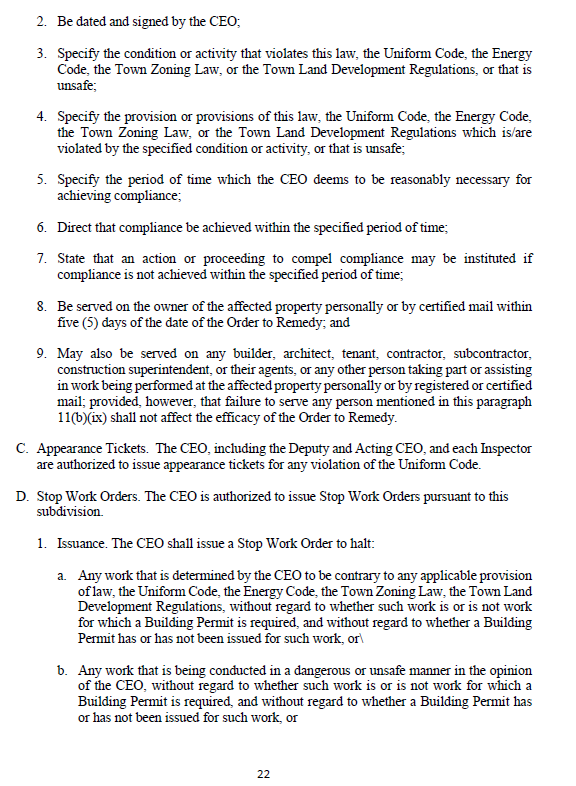 2. Be dated and signed by the CEO;
3. Specify the condition or activity that violates this law, the Uniform Code, the Energy
Code, the Town Zoning Law, or the Town Land Development Regulations, or that is
unsafe;
4. Specify the provision or provisions of this law, the Uniform Code, the Energy Code,
the Town Zoning Law, or the Town Land Development Regulations which is/are
violated by the specified condition or activity, or that is unsafe;
5. Specify the period of time which the CEO deems to be reasonably necessary for
achieving compliance;
6. Direct that compliance be achieved within the specified period of time;
7. State that an action or proceeding to compel compliance may be instituted if
compliance is not achieved within the specified period of time;
8. Be served on the owner of the affected property personally or by certified mail within
five (5) days of the date of the Order to Remedy; and
9. May also be served on any builder, architect, tenant, contractor, subcontractor,
construction superintendent, or their agents, or any other person taking part or assisting
in work being performed at the affected property personally or by registered or certified
mail; provided, however, that failure to serve any person mentioned in this paragraph
11(b)(ix) shall not affect the efficacy of the Order to Remedy.
C. Appearance Tickets. The CEO, including the Deputy and Acting CEO, and each Inspector
are authorized to issue appearance tickets for any violation of the Uniform Code.
D. Stop Work Orders. The CEO is authorized to issue Stop Work Orders pursuant to this
subdivision.
1. Issuance. The CEO shall issue a Stop Work Order to halt:
a. Any work that is determined by the CEO to be contrary to any applicable provision
of law, the Uniform Code, the Energy Code, the Town Zoning Law, the Town Land
Development Regulations, without regard to whether such work is or is not work
for which a Building Permit is required, and without regard to whether a Building
Permit has or has not been issued for such work, or\
b. Any work that is being conducted in a dangerous or unsafe manner in the opinion
of the CEO, without regard to whether such work is or is not work for which a
Building Permit is required, and without regard to whether a Building Permit has
or has not been issued for such work, or
22